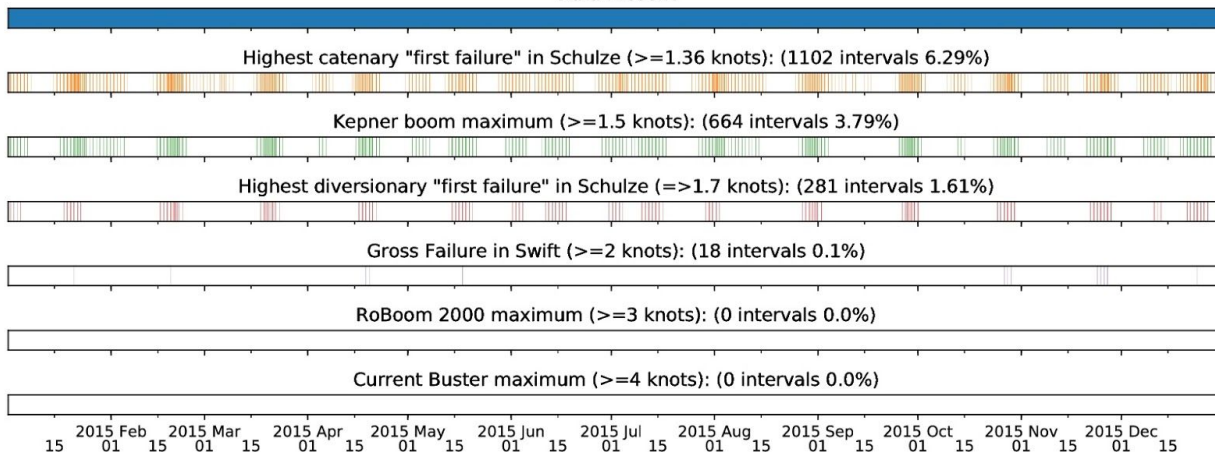 Highest catenary "first failure" in Schulze (>=1.36 knots): (1102 intervals 6.29%)
Kepner boom maximum (>=1.5 knots): (664 intervals 3.79%)
Highest diversionary "first failure" in Schulze (=>1.7 knots): (281 intervals 1.61%)
Gross Failure in Swift (>=2 knots): (18 intervals 0.1%)
RoBoom 2000 maximum (>=3 knots): (0 intervals 0.0%)
Current Buster maximum (>=4 knots): (0 intervals 0.0%)
2015 Feb 2015 Mar 2015 Apr 2015 May 2015 Jun 2015 Jul 2015 Aug 2015 Sep 2015 Oct 2015 Nov 2015 Dec
15 01 15 01 15 01 15 01 15 01 15 01 15 01 15 01 15 01 15 01 15 01 15